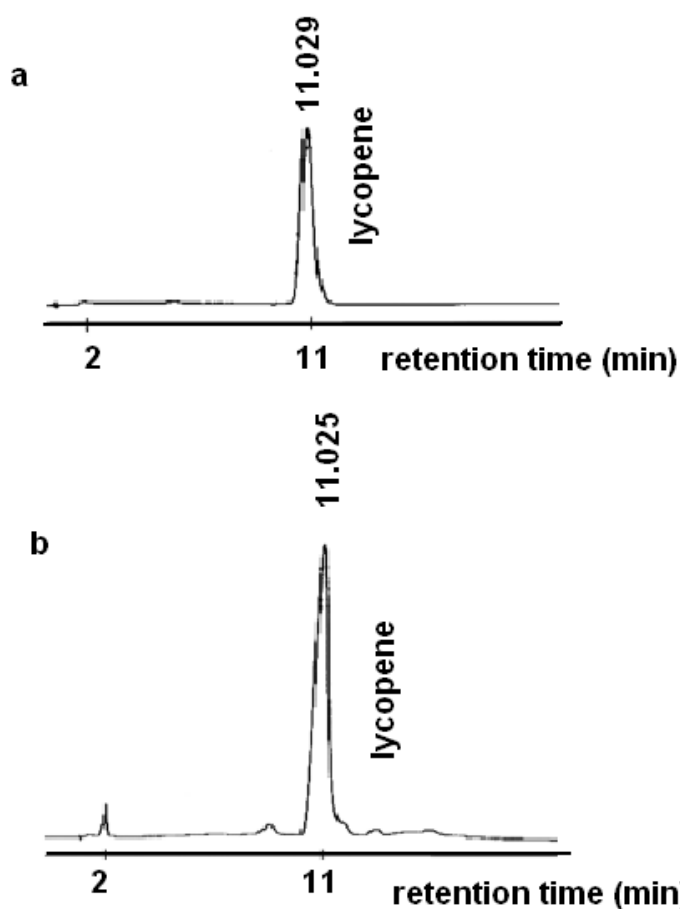 a
11.029
lycopene
2
11
retention time (min)
11.025
b
lycopene
2
11
retention time (min